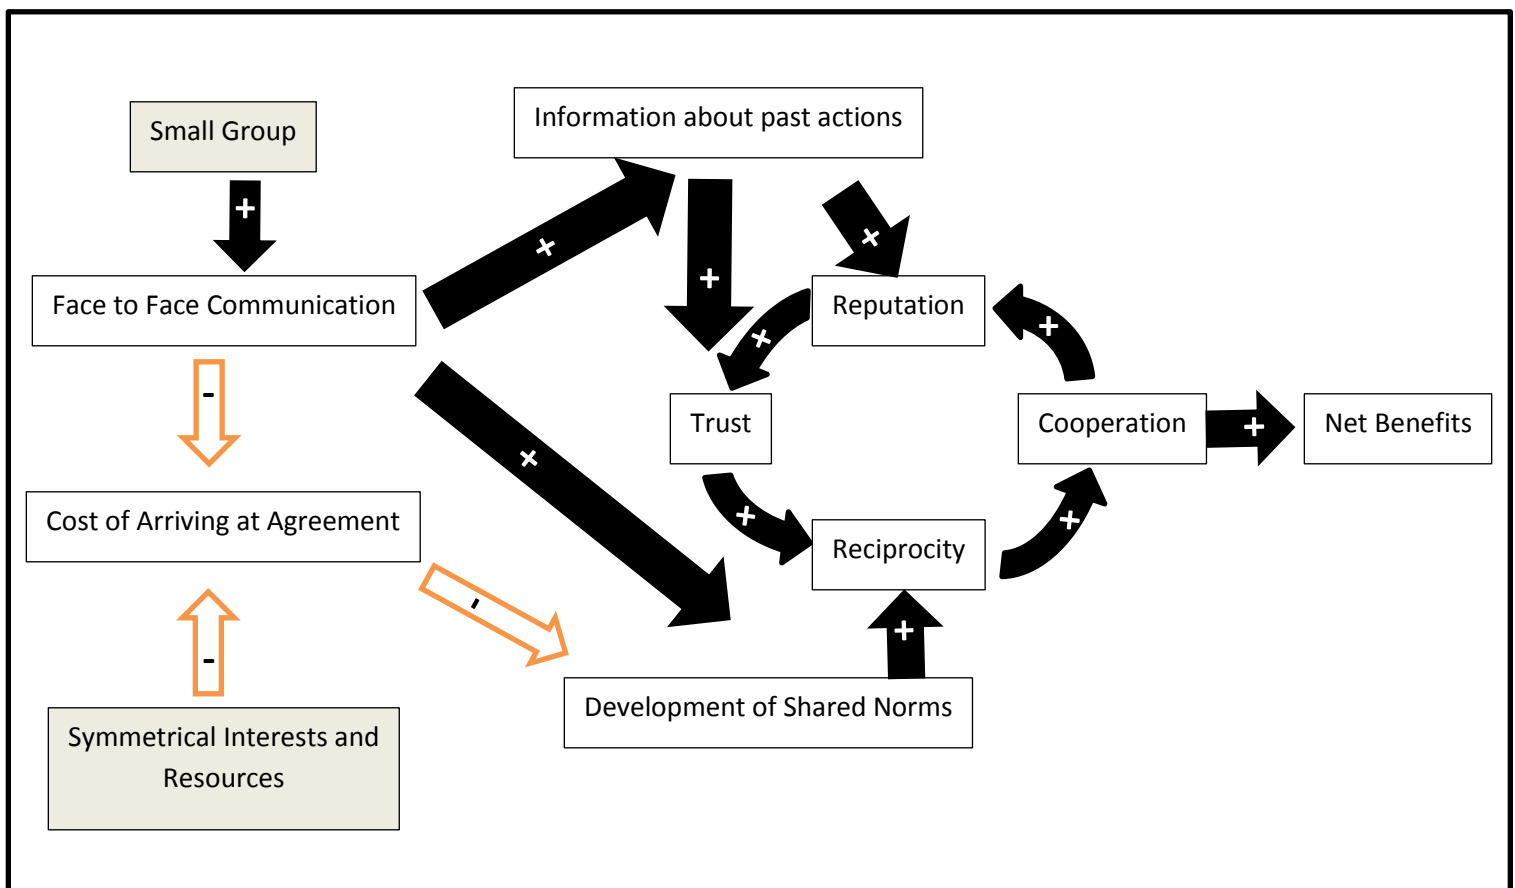 Small Group
Information about past actions
+
+
+
+
Face to Face Communication
Reputation
+
+
-
+
Trust
Cooperation
+
Net Benefits
+
Cost of Arriving at Agreement
+
+
Reciprocity
-
+
-
Development of Shared Norms
Symmetrical Interests and
Resources